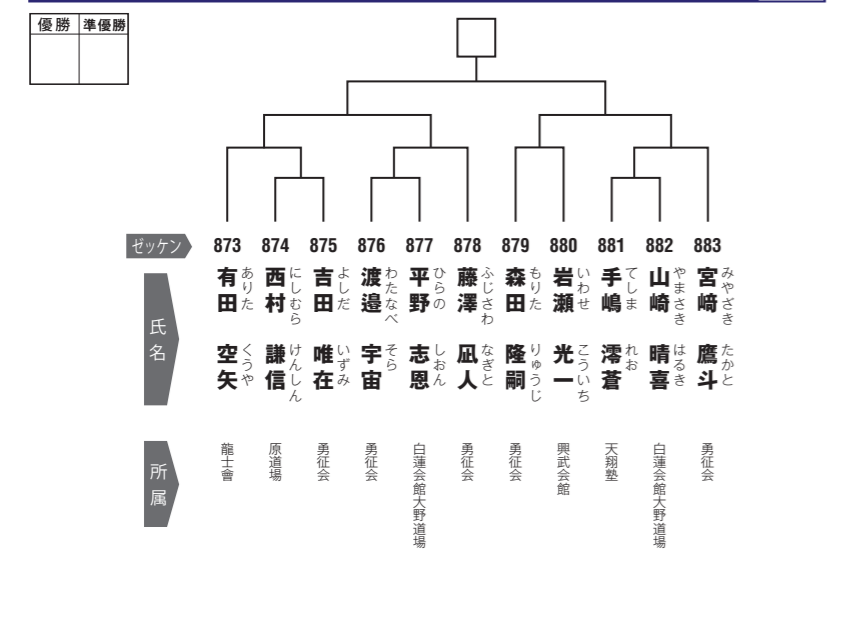 優勝 準優勝
ゼッケン 873 874 875 876 877 878 879 880 881 882 883
氏名
有田 空矢
ありた くうや
西村 謙信
にしむら けんしん
吉田 唯在
よしだ いずみ
渡邉 宇宙
わたなべ そら
平野 志恩
ひらの しおん
藤澤 凪人
ふじさわ なぎと
森田 隆嗣
もりた りゅうじ
岩瀬 光一
いわせ こういち
手嶋 澪蒼
てしま れお
山崎 晴喜
やまさき はるき
宮﨑 鷹斗
みやざき たかと
所属
龍士會
原道場
勇征会
勇征会
白蓮会館大野道場
勇征会
勇征会
興武会館
天翔塾
白蓮会館大野道場
勇征会